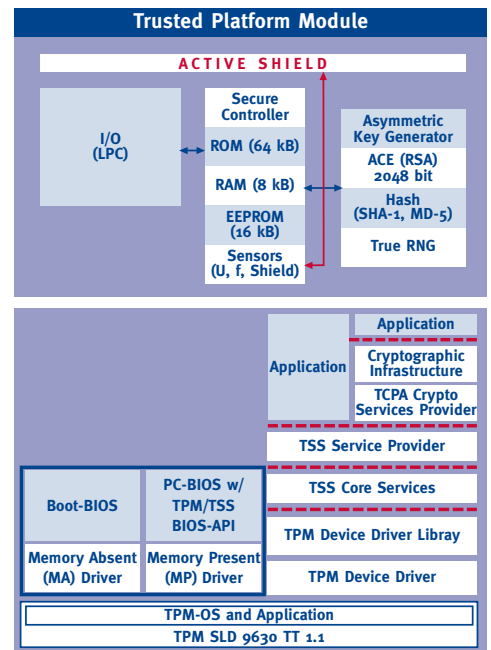 Trusted Platform Module
ACTIVE SHIELD
I/O
(LPC)
Secure
Controller
ROM (64 kB)
RAM (8 kB)
EEPROM
(16 kB)
Sensors
(U, f, Shield)
Asymmetric
Key Generator
ACE (RSA)
2048 bit
Hash
(SHA-1, MD-5)
True RNG
Application
Application
Cryptographic
Infrastructure
TCPA Crypto
Services Provider
TSS Service Provider
TSS Core Services
TPM Device Driver Libray
TPM Device Driver
Boot-BIOS
PC-BIOS w/
TPM/TSS
BIOS-API
Memory Absent
(MA) Driver
Memory Present
(MP) Driver
TPM-OS and Application
TPM SLD 9630 TT 1.1